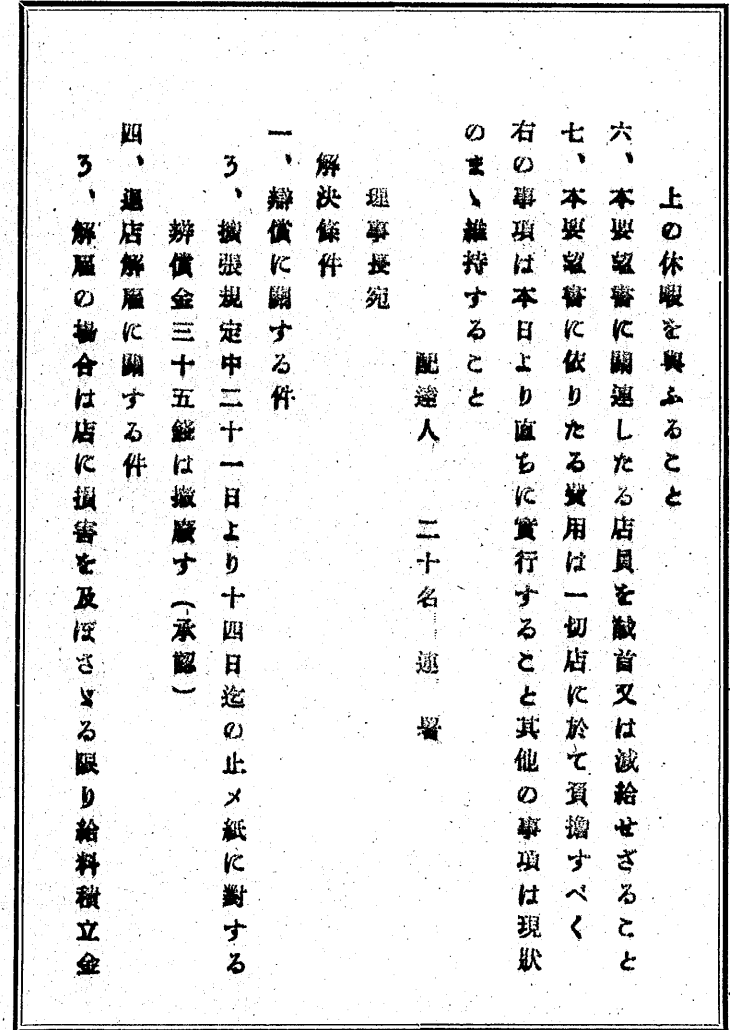 上の休暇を與ふること
六、本要望書に關連したる店員を馘首又は減給せざること
七、本要望書に依りたる費用は一切店に於て負擔すべく
右の事項は本日より直ちに實行すること其他の事項は現狀
のまゝ維持すること
配達人 二十名 連署
理事長宛
解決條件
一、辯償に關する件
ろ、擴張規定中二十一日より十四日迄の止メ紙に對する
辨償金三十五錢は撤廢す(承認)
四、退店解雇に關する件
ろ、解雇の場合は店に損害を及ぼさゞる限り給料積立金